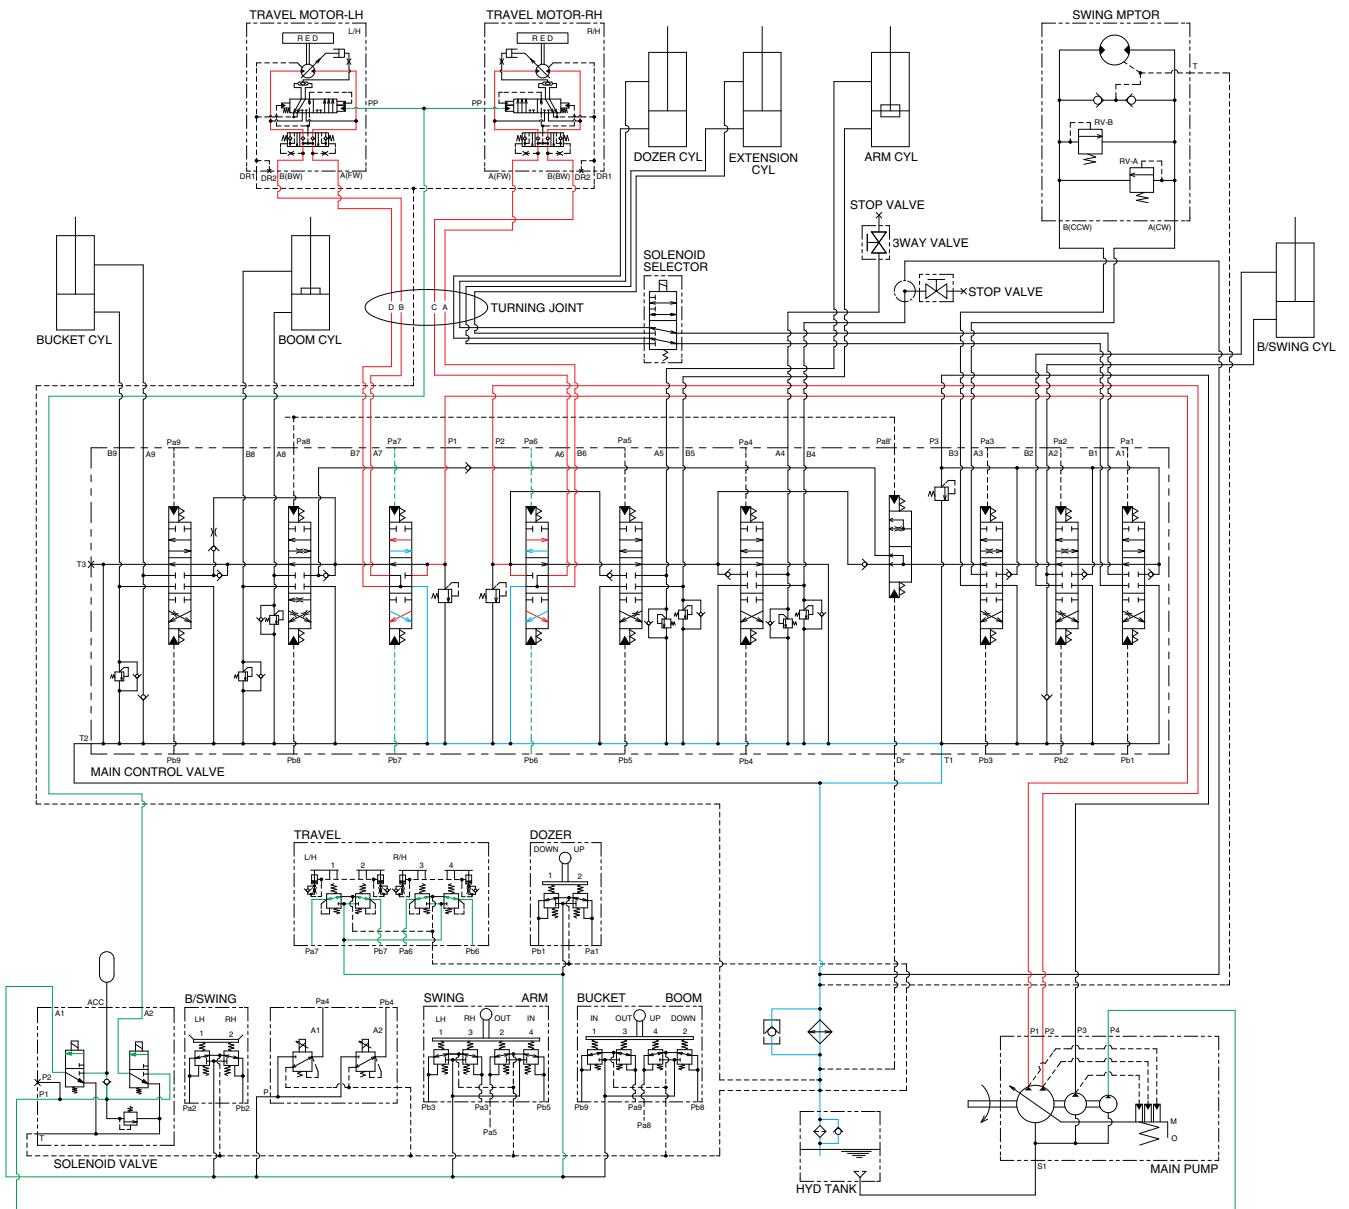 TRAVEL MOTOR-LH
TRAVEL MOTOR-RH
SWING MPTOR
L/H
R/H
RED
RED
T
PP
PP
RV-B
RV-A
DOZER CYL
EXTENSION
CYL
ARM CYL
DR1
DR2
B(BW)
A(FW)
A(FW)
B(BW)
DR2
DR1
STOP VALVE
B(CCW)
A(CW)
3WAY VALVE
SOLENOID
SELECTOR
STOP VALVE
D B
C A
TURNING JOINT
BUCKET CYL
BOOM CYL
B/SWING CYL
Pa9
Pa8
Pa7
P1
P2
Pa6
Pa5
Pa4
Pa8'
P3
Pa3
Pa2
Pa1
B9
A9
B8
A8
B7
A7
A6
B6
A5
B5
A4
B4
B3
A3
B2
A2
B1
A1
T3
T2
Pb9
Pb8
Pb7
Pb6
Pb5
Pb4
Dr
T1
Pb3
Pb2
Pb1
MAIN CONTROL VALVE
TRAVEL
DOZER
L/H
1
2
R/H
3
4
DOWN
UP
1
2
Pa7
Pb7
Pa6
Pb6
Pb1
Pa1
ACC
A1
A2
B/SWING
LH
RH
1
2
Pa4
Pb4
A1
A2
SWING
ARM
LH
RH
OUT
IN
1
3
2
4
BUCKET
BOOM
IN
OUT
UP
DOWN
1
3
4
2
P1
P2
P3
P4
P2
P1
T
P
Pa2
Pb2
Pb3
Pa3
Pb5
Pa5
Pb9
Pa9
Pb8
Pa8
M
O
SOLENOID VALVE
S1
MAIN PUMP
HYD TANK